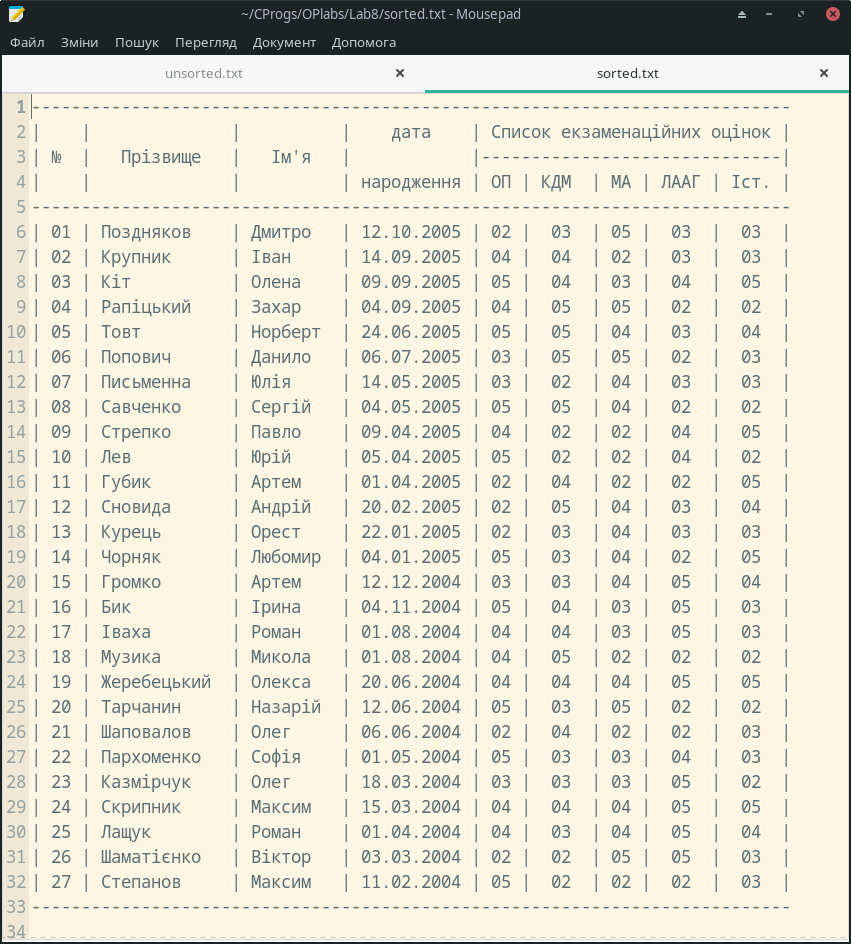 ~/CProgs/OPlabs/Lab8/sorted.txt - Mousepad
Файл Зміни Пошук Перегляд Документ Допомога
unsorted.txt × sorted.txt ×
1 ----------------------------------------------------------------------------
2 |    |              |          |    дата    | Список екзаменаційних оцінок |
3 | №  |   Прізвище   |   Ім'я   |            |------------------------------|
4 |    |              |          | народження | ОП | КДМ  | МА | ЛААГ | Іст. |
5 ----------------------------------------------------------------------------
6 | 01 | Поздняков    | Дмитро   | 12.10.2005 | 02 |  03  | 05 |  03  |  03  |
7 | 02 | Крупник      | Іван     | 14.09.2005 | 04 |  04  | 02 |  03  |  03  |
8 | 03 | Кіт          | Олена    | 09.09.2005 | 05 |  04  | 03 |  04  |  05  |
9 | 04 | Рапіцький    | Захар    | 04.09.2005 | 04 |  05  | 05 |  02  |  02  |
10 | 05 | Товт         | Норберт  | 24.06.2005 | 05 |  05  | 04 |  03  |  04  |
11 | 06 | Попович      | Данило   | 06.07.2005 | 03 |  05  | 05 |  02  |  03  |
12 | 07 | Письменна    | Юлія     | 14.05.2005 | 03 |  02  | 04 |  03  |  03  |
13 | 08 | Савченко     | Сергій   | 04.05.2005 | 05 |  05  | 04 |  02  |  02  |
14 | 09 | Стрепко      | Павло    | 09.04.2005 | 04 |  02  | 02 |  04  |  05  |
15 | 10 | Лев          | Юрій     | 05.04.2005 | 05 |  02  | 02 |  04  |  02  |
16 | 11 | Губик        | Артем    | 01.04.2005 | 02 |  04  | 02 |  02  |  05  |
17 | 12 | Сновида      | Андрій   | 20.02.2005 | 02 |  05  | 04 |  03  |  04  |
18 | 13 | Курець       | Орест    | 22.01.2005 | 02 |  03  | 04 |  03  |  03  |
19 | 14 | Чорняк       | Любомир  | 04.01.2005 | 05 |  03  | 04 |  02  |  05  |
20 | 15 | Громко       | Артем    | 12.12.2004 | 03 |  03  | 04 |  05  |  04  |
21 | 16 | Бик          | Ірина    | 04.11.2004 | 05 |  04  | 03 |  05  |  03  |
22 | 17 | Іваха        | Роман    | 01.08.2004 | 04 |  04  | 03 |  05  |  03  |
23 | 18 | Музика       | Микола   | 01.08.2004 | 04 |  05  | 02 |  02  |  02  |
24 | 19 | Жеребецький  | Олекса   | 20.06.2004 | 04 |  04  | 04 |  05  |  05  |
25 | 20 | Тарчанин     | Назарій  | 12.06.2004 | 05 |  03  | 05 |  02  |  02  |
26 | 21 | Шаповалов    | Олег     | 06.06.2004 | 02 |  04  | 02 |  02  |  03  |
27 | 22 | Пархоменко   | Софія    | 01.05.2004 | 05 |  03  | 03 |  04  |  03  |
28 | 23 | Казмірчук    | Олег     | 18.03.2004 | 03 |  03  | 03 |  05  |  02  |
29 | 24 | Скрипник     | Максим   | 15.03.2004 | 04 |  04  | 04 |  05  |  05  |
30 | 25 | Лащук        | Роман    | 01.04.2004 | 04 |  03  | 04 |  05  |  04  |
31 | 26 | Шаматієнко   | Віктор   | 03.03.2004 | 02 |  02  | 05 |  05  |  03  |
32 | 27 | Степанов     | Максим   | 11.02.2004 | 05 |  02  | 02 |  02  |  03  |
33 ----------------------------------------------------------------------------
34